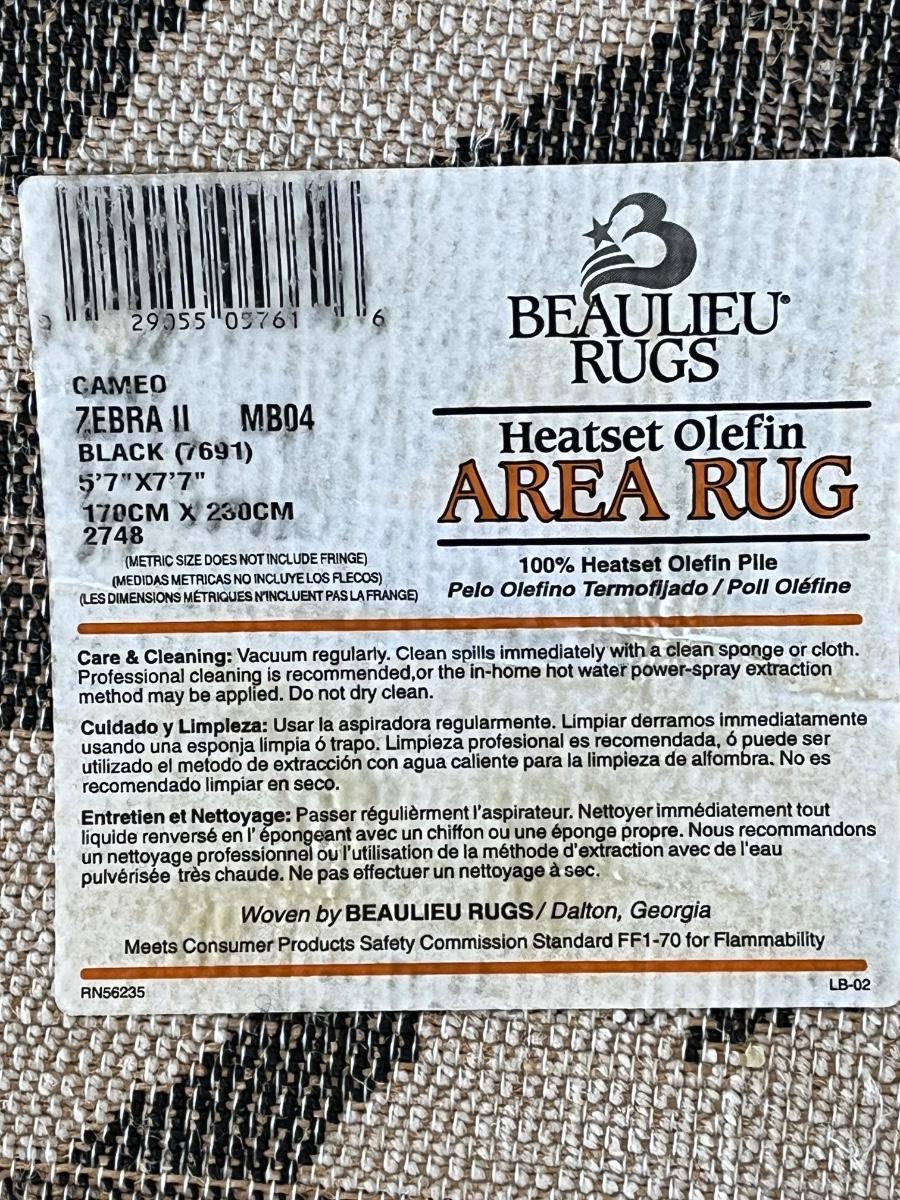 29055 05761 6
BEAULIEU®
RUGS
CAMEO
ZEBRA II MB04
BLACK (7691)
5'7"X7'7"
170CM X 230CM
2748
(METRIC SIZE DOES NOT INCLUDE FRINGE)
(MEDIDAS METRICAS NO INCLUYE LOS FLECOS)
(LES DIMENSIONS MÉTRIQUES N'INCLUENT PAS LA FRANGE)
Heatset Olefin
AREA RUG
100% Heatset Olefin Pile
Pelo Olefino Termofijado / Poil Oléfine
Care & Cleaning: Vacuum regularly. Clean spills immediately with a clean sponge or cloth.
Professional cleaning is recommended,or the in-home hot water power-spray extraction
method may be applied. Do not dry clean.
Cuidado y Limpieza: Usar la aspiradora regularmente. Limpiar derramos immediatamente
usando una esponja limpia ó trapo. Limpieza profesional es recomendada, ó puede ser
utilizado el metodo de extracción con agua caliente para la limpieza de alfombra. No es
recomendado limpiar en seco.
Entretien et Nettoyage: Passer régulièrment l'aspirateur. Nettoyer immédiatement tout
liquide renversé en l' épongeant avec un chiffon ou une éponge propre. Nous recommandons
un nettoyage professionnel ou l'utilisation de la méthode d'extraction avec de l'eau
pulvérisée très chaude. Ne pas effectuer un nettoyage à sec.
Woven by BEAULIEU RUGS/ Dalton, Georgia
Meets Consumer Products Safety Commission Standard FF1-70 for Flammability
RN56235
LB-02